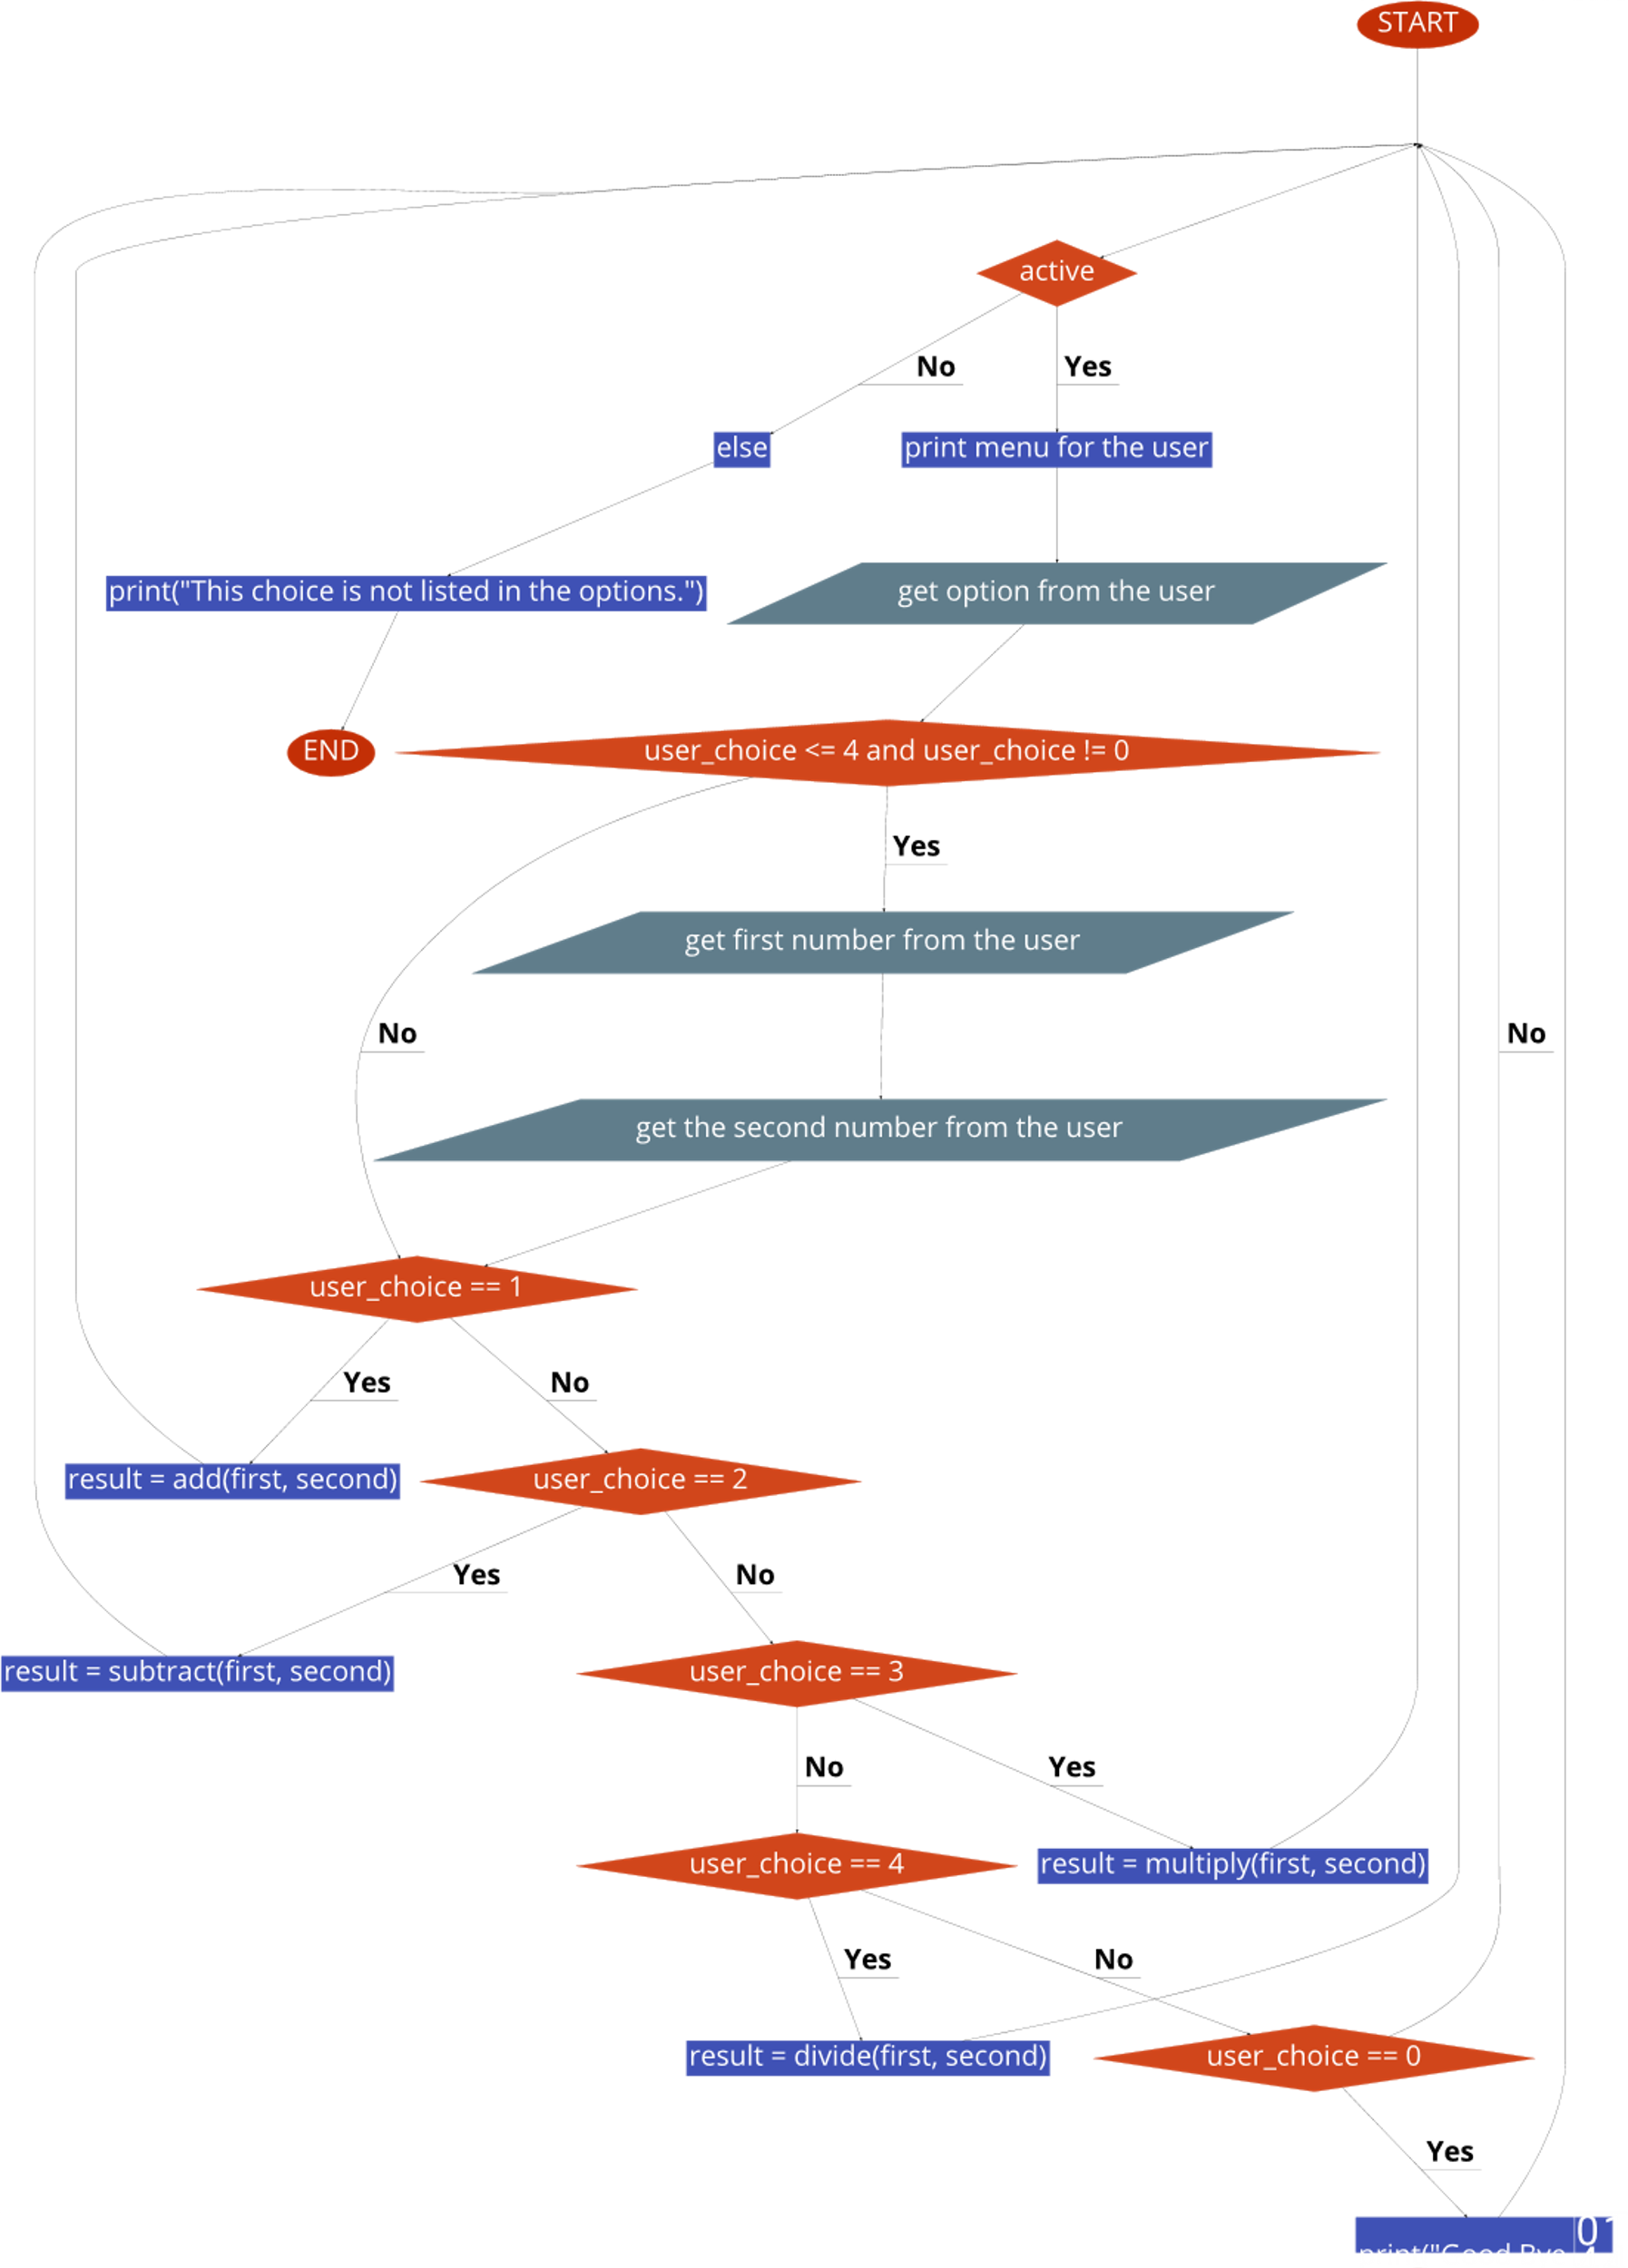 START
active
No
Yes
else
print menu for the user
print("This choice is not listed in the options.")
get option from the user
END
user_choice <= 4 and user_choice != 0
Yes
get first number from the user
No
No
get the second number from the user
user_choice == 1
Yes
No
result = add(first, second)
user_choice == 2
Yes
No
result = subtract(first, second)
user_choice == 3
No
Yes
user_choice == 4
result = multiply(first, second)
Yes
No
result = divide(first, second)
user_choice == 0
Yes
print("Good Bye